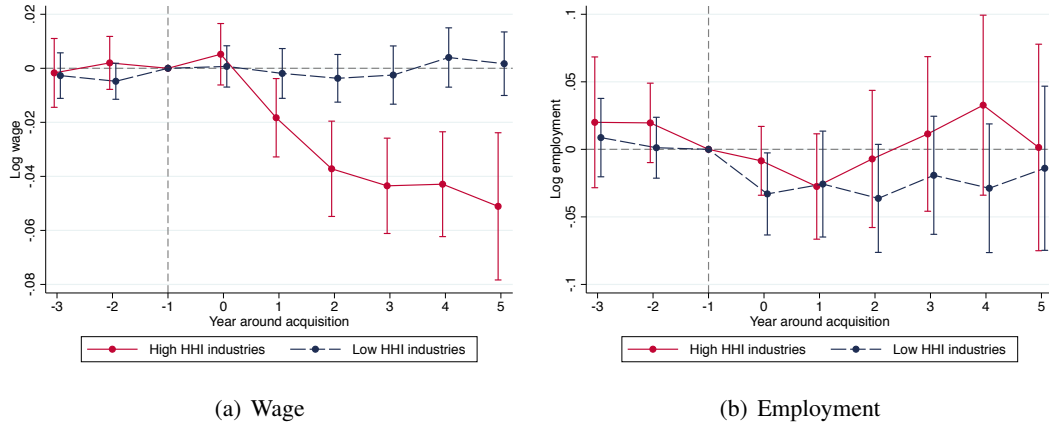 .02
0
-.02
-.04
-.06
-.08
Log wage
-3 -2 -1 0 1 2 3 4 5
Year around acquisition
High HHI industries Low HHI industries
(a) Wage
.1
.05
0
-.05
-.1
Log employment
-3 -2 -1 0 1 2 3 4 5
Year around acquisition
High HHI industries Low HHI industries
(b) Employment